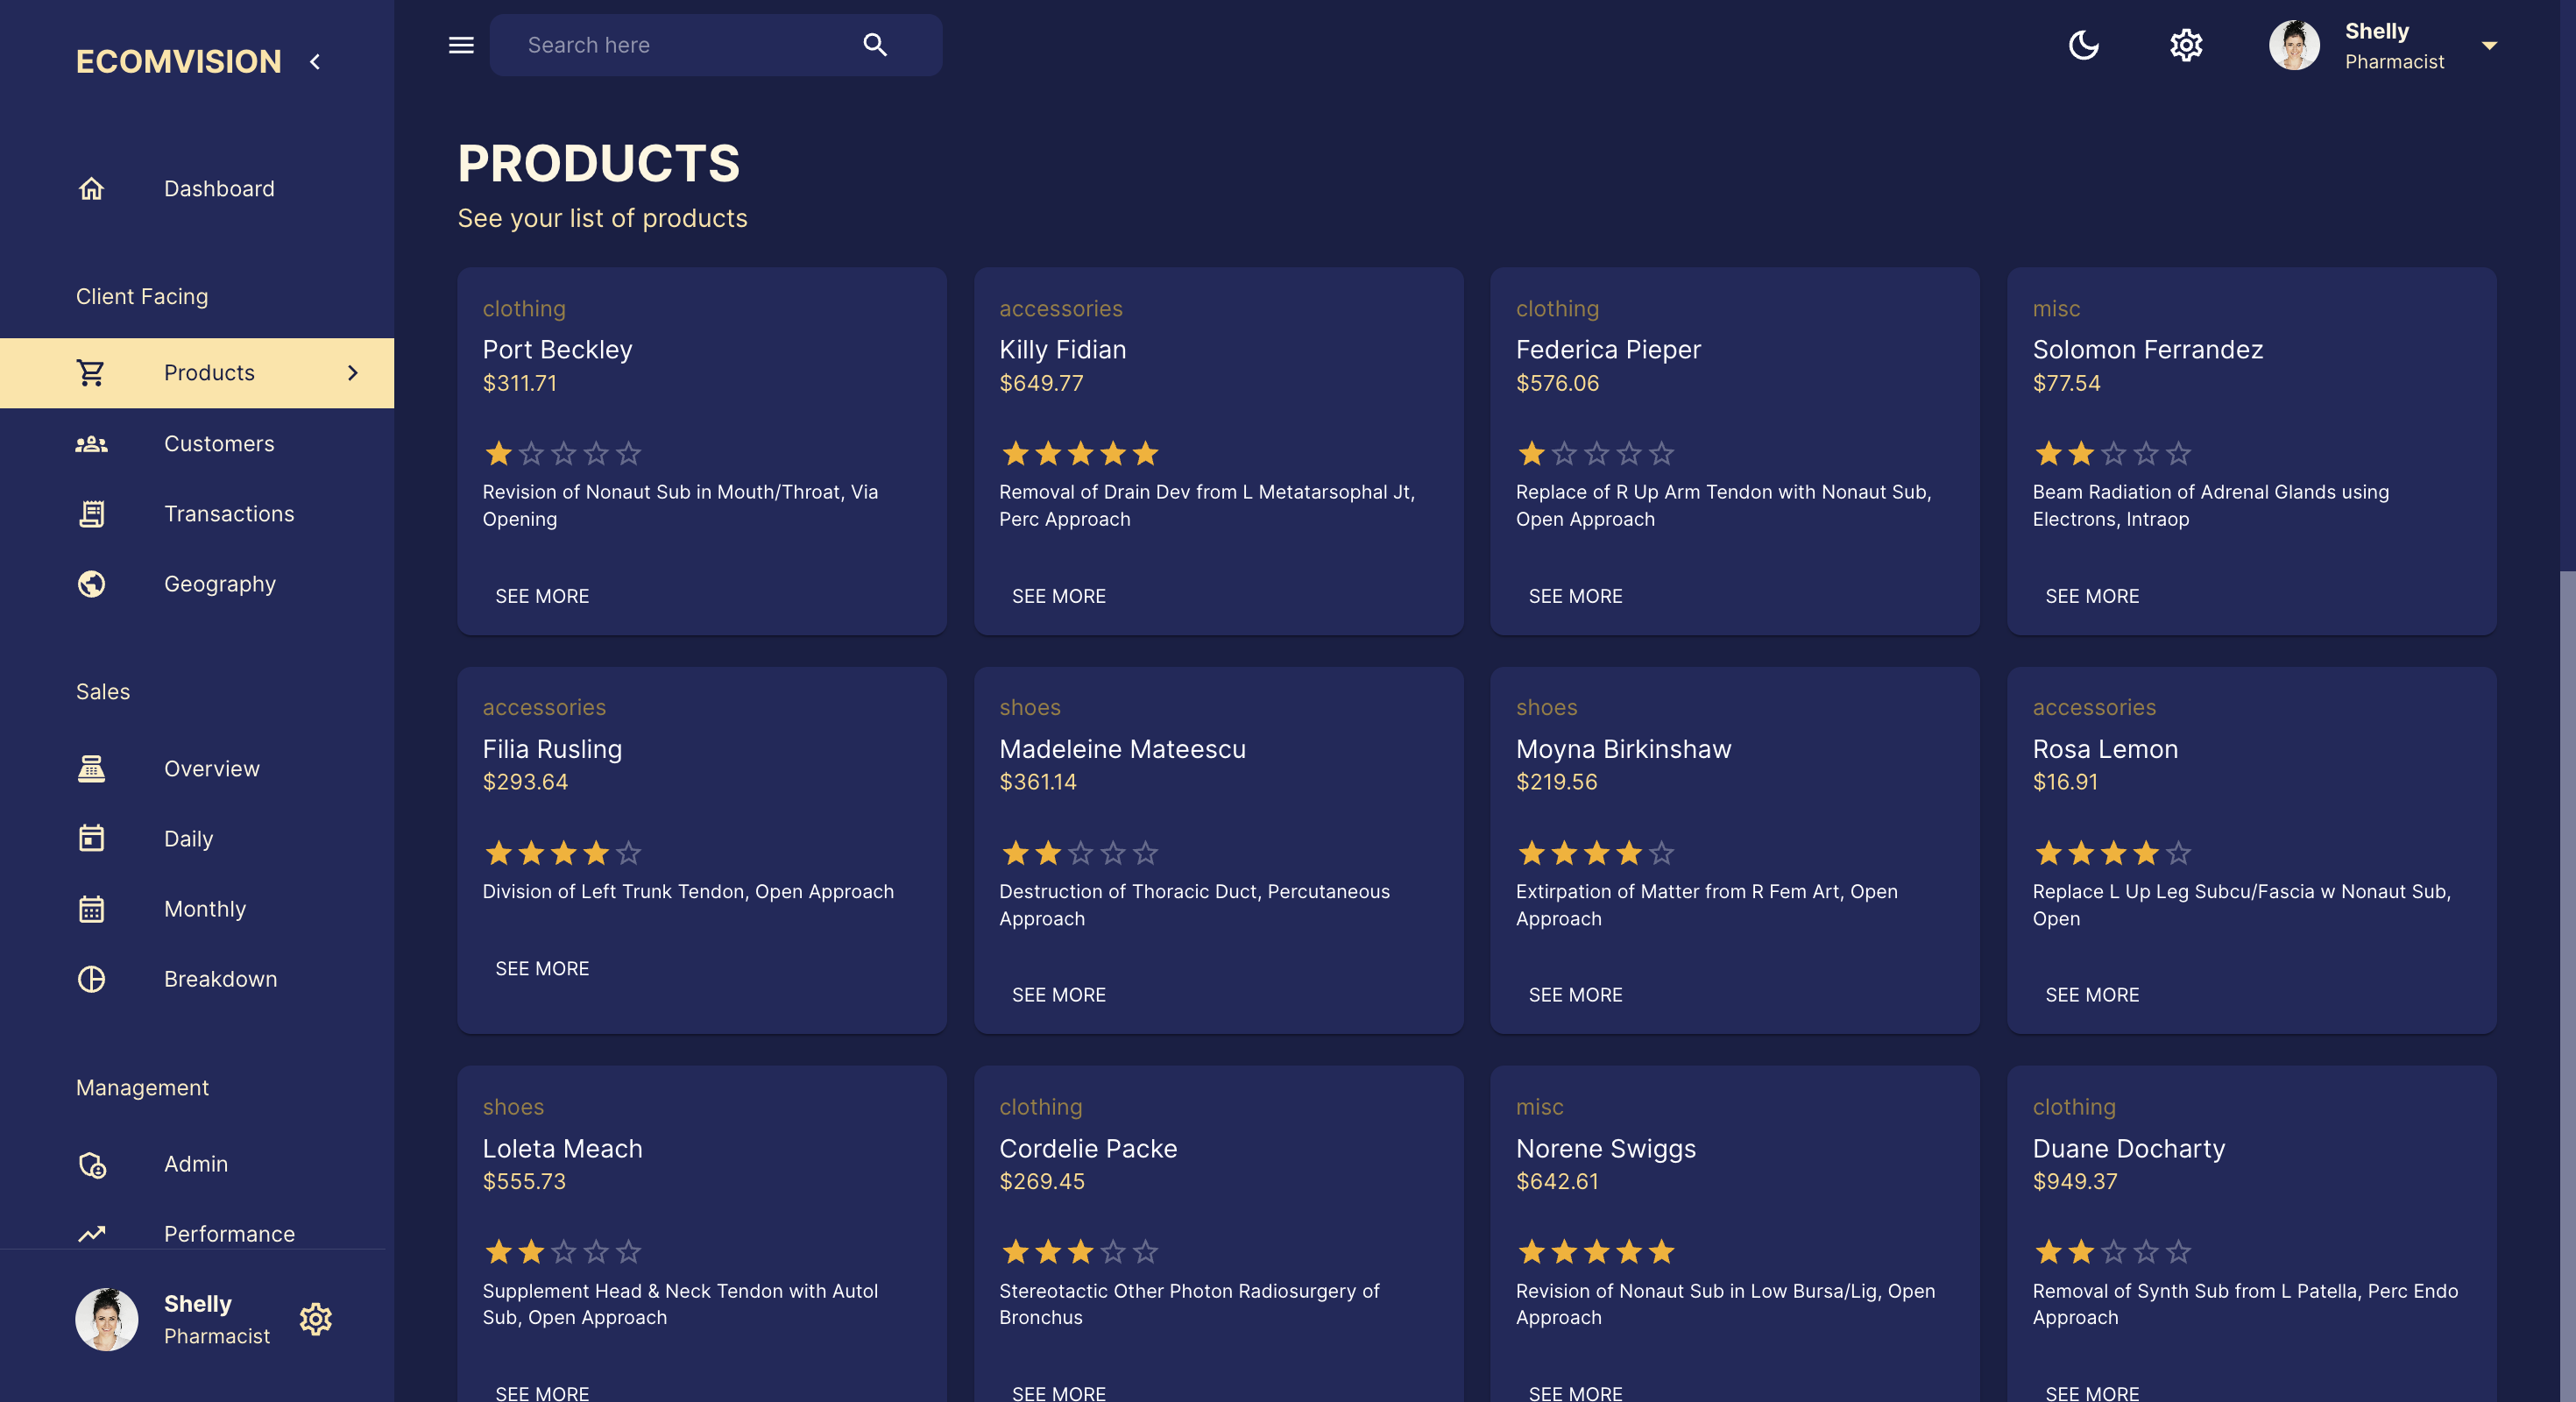 ECOMVISION
Dashboard
Client Facing
Products
Customers
Transactions
Geography
Sales
Overview
Daily
Monthly
Breakdown
Management
Admin
Performance
Shelly
Pharmacist
Search here
Shelly
Pharmacist
PRODUCTS
See your list of products
clothing
Port Beckley
$311.71
Revision of Nonaut Sub in Mouth/Throat, Via
Opening
SEE MORE
accessories
Killy Fidian
$649.77
Removal of Drain Dev from L Metatarsophal Jt,
Perc Approach
SEE MORE
clothing
Federica Pieper
$576.06
Replace of R Up Arm Tendon with Nonaut Sub,
Open Approach
SEE MORE
misc
Solomon Ferrandez
$77.54
Beam Radiation of Adrenal Glands using
Electrons, Intraop
SEE MORE
accessories
Filia Rusling
$293.64
Division of Left Trunk Tendon, Open Approach
SEE MORE
shoes
Madeleine Mateescu
$361.14
Destruction of Thoracic Duct, Percutaneous
Approach
SEE MORE
shoes
Moyna Birkinshaw
$219.56
Extirpation of Matter from R Fem Art, Open
Approach
SEE MORE
accessories
Rosa Lemon
$16.91
Replace L Up Leg Subcu/Fascia w Nonaut Sub,
Open
SEE MORE
shoes
Loleta Meach
$555.73
Supplement Head & Neck Tendon with Autol
Sub, Open Approach
SEE MORE
clothing
Cordelie Packe
$269.45
Stereotactic Other Photon Radiosurgery of
Bronchus
SEE MORE
misc
Norene Swiggs
$642.61
Revision of Nonaut Sub in Low Bursa/Lig, Open
Approach
SEE MORE
clothing
Duane Docharty
$949.37
Removal of Synth Sub from L Patella, Perc Endo
Approach
SEE MORE